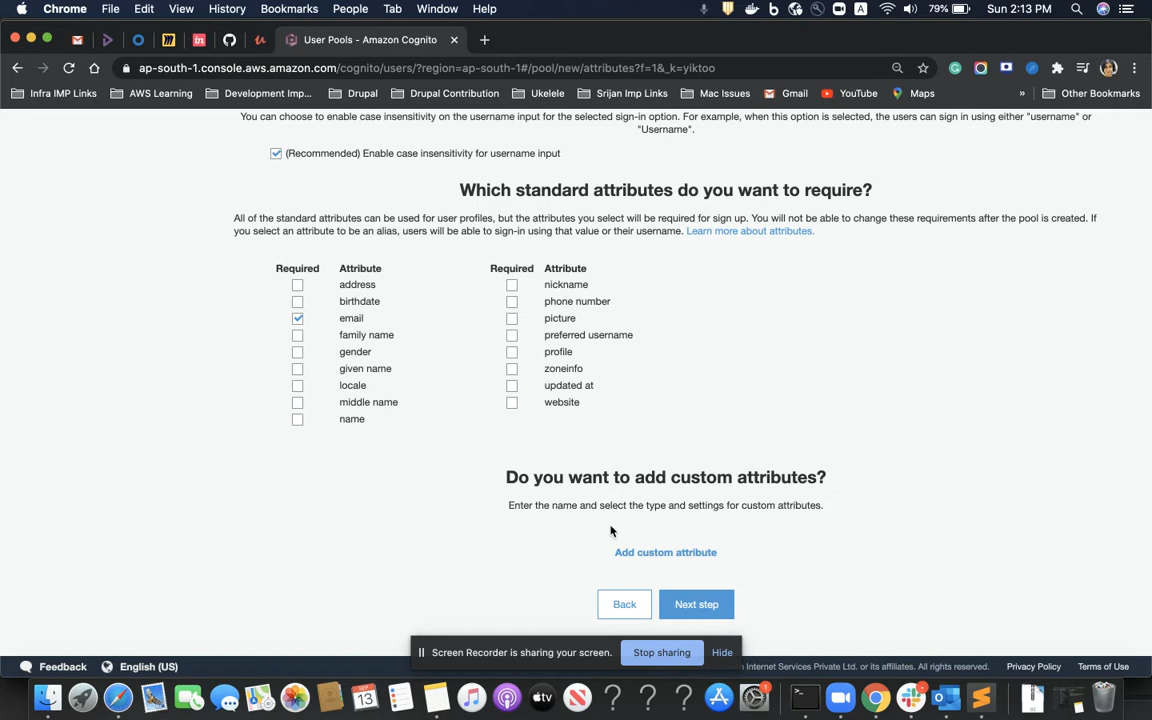 Chrome File Edit View History Bookmarks People Tab Window Help A 79% Sun 2:13 PM
in User Pools - Amazon Cognito
ap-south-1.console.aws.amazon.com/cognito/users/?region=ap-south-1#/pool/new/attributes?f=1&_k=yiktoo
Infra IMP Links AWS Learning Development Imp... Drupal Drupal Contribution Ukelele Srijan Imp Links Mac Issues Gmail YouTube Maps » Other Bookmarks
You can choose to enable case insensitivity on the username input for the selected sign-in option. For example, when this option is selected, the users can sign in using either "username" or
"Username".
(Recommended) Enable case insensitivity for username input
Which standard attributes do you want to require?
All of the standard attributes can be used for user profiles, but the attributes you select will be required for sign up. You will not be able to change these requirements after the pool is created. If
you select an attribute to be an alias, users will be able to sign-in using that value or their username. Learn more about attributes.
Required Attribute Required Attribute
address nickname
birthdate phone number
email picture
family name preferred username
gender profile
given name zoneinfo
locale updated at
middle name website
name
Do you want to add custom attributes?
Enter the name and select the type and settings for custom attributes.
Add custom attribute
Back Next step
Screen Recorder is sharing your screen. Stop sharing Hide
Feedback English (US) Internet Services Private Ltd. or its affiliates. All rights reserved. Privacy Policy Terms of Use